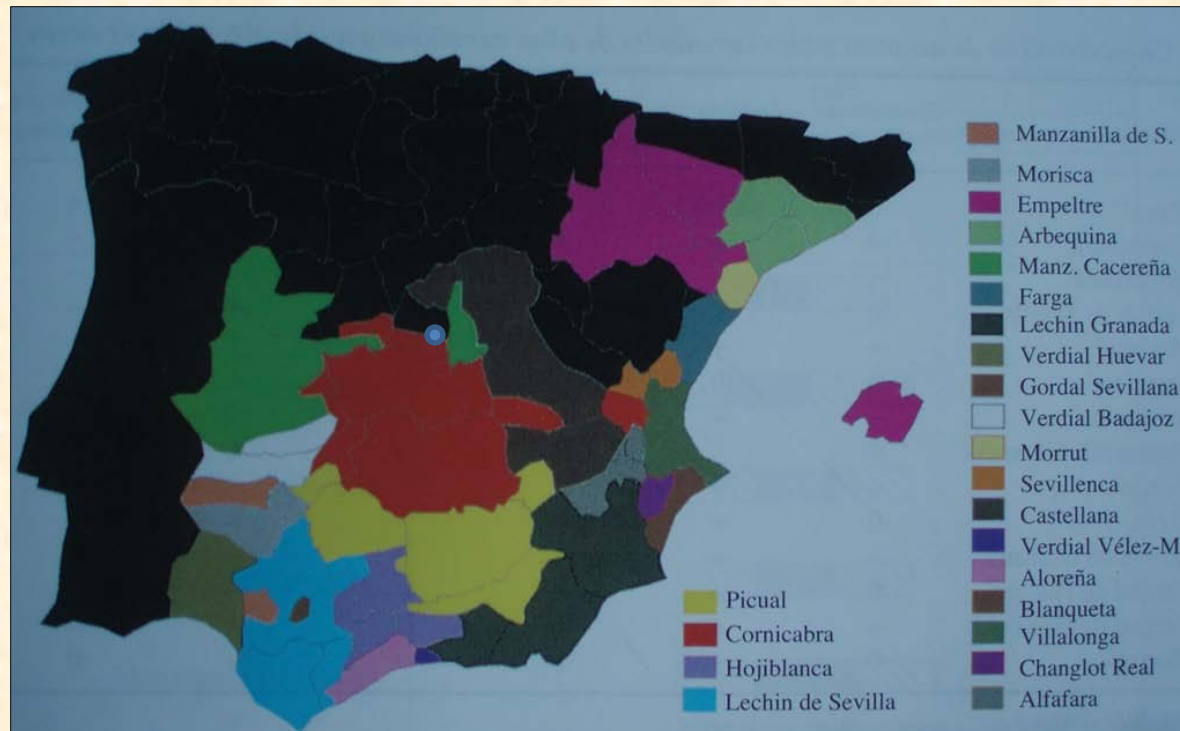 Manzanilla de S.
Morisca
Empeltre
Arbequina
Manz. Cacereña
Farga
Lechin Granada
Verdial Huevar
Gordal Sevillana
Verdial Badajoz
Morrut
Sevillenca
Castellana
Verdial Vélez-M
Aloreña
Blanqueta
Villalonga
Changlot Real
Alfafara
Picual
Cornicabra
Hojiblanca
Lechin de Sevilla